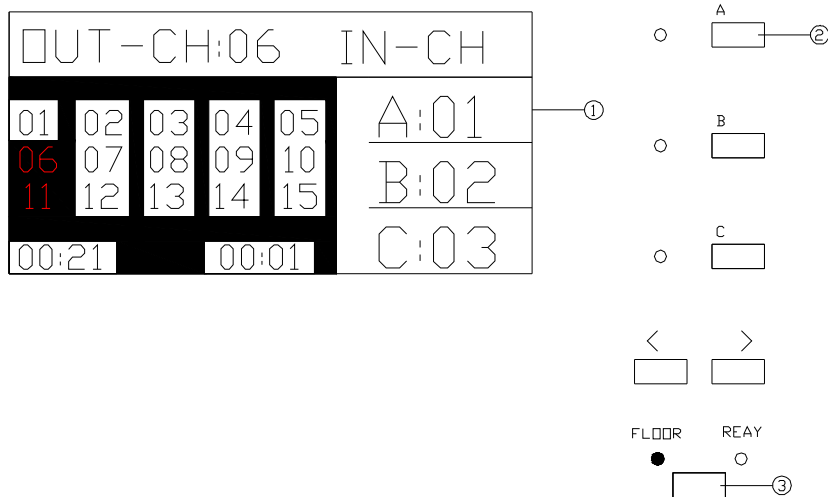 OUT-CH:06 IN-CH
01 02 03 04 05
06 07 08 09 10
11 12 13 14 15
00:21 00:01
A:01
B:02
C:03
1
A
2
B
C
< >
FLOOR REAY
3